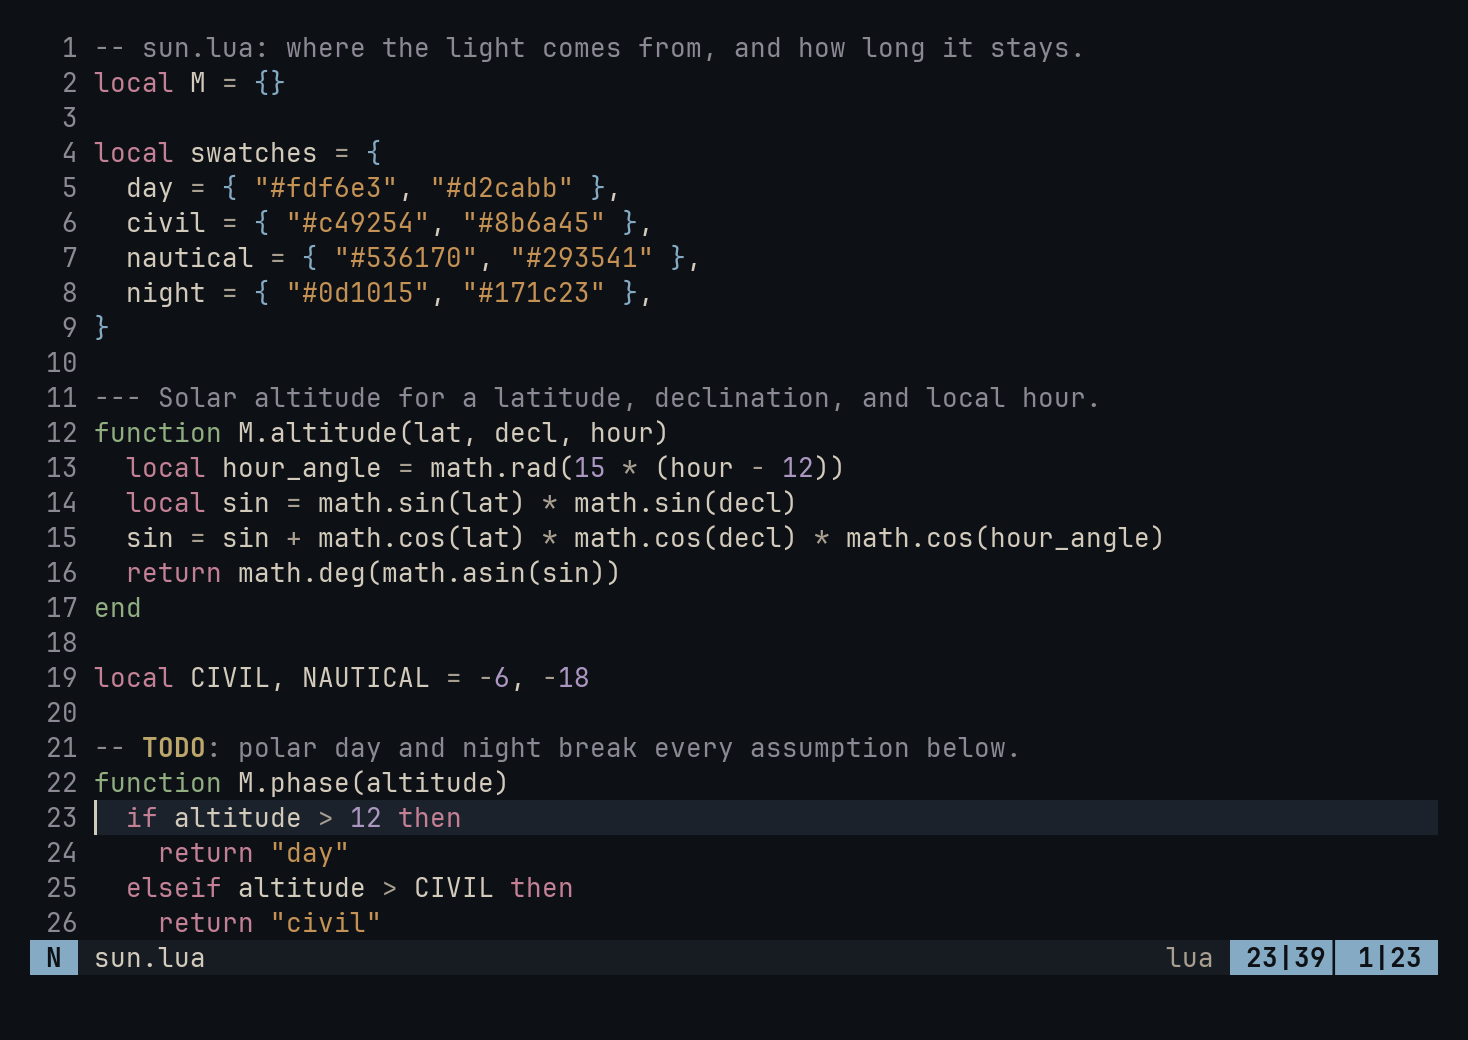 1 -- sun.lua: where the light comes from, and how long it stays.
2 local M = {}
3
4 local swatches = {
5   day = { "#fdf6e3", "#d2cabb" },
6   civil = { "#c49254", "#8b6a45" },
7   nautical = { "#536170", "#293541" },
8   night = { "#0d1015", "#171c23" },
9 }
10
11 --- Solar altitude for a latitude, declination, and local hour.
12 function M.altitude(lat, decl, hour)
13   local hour_angle = math.rad(15 * (hour - 12))
14   local sin = math.sin(lat) * math.sin(decl)
15   sin = sin + math.cos(lat) * math.cos(decl) * math.cos(hour_angle)
16   return math.deg(math.asin(sin))
17 end
18
19 local CIVIL, NAUTICAL = -6, -18
20
21 -- TODO: polar day and night break every assumption below.
22 function M.phase(altitude)
23   if altitude > 12 then
24     return "day"
25   elseif altitude > CIVIL then
26     return "civil"
N sun.lua lua 23|39 1|23